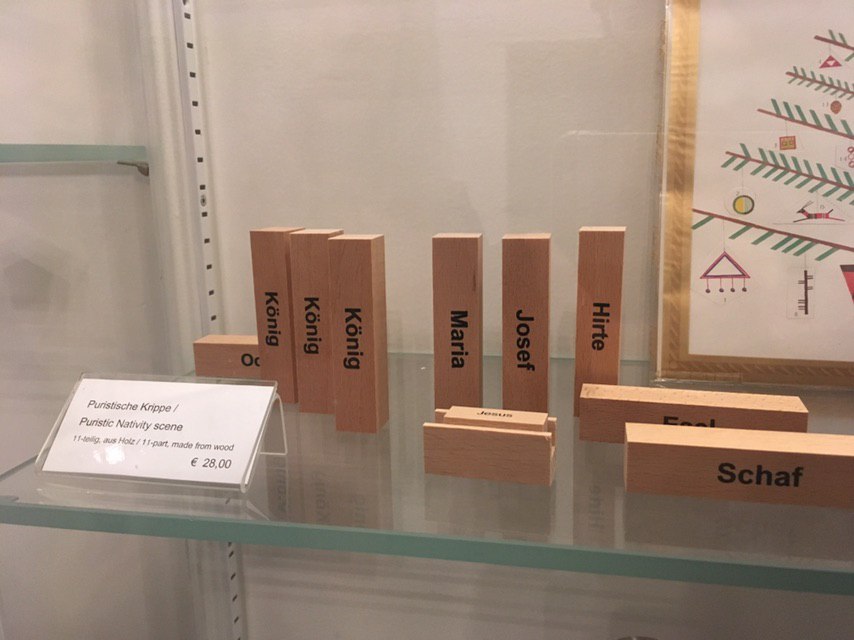 König
König
König
Maria
Josef
Hirte
Jesus
Schaf
Puristische Krippe /
Puristic Nativity scene
11-teilig, aus Holz / 11-part, made from wood
€ 28,00